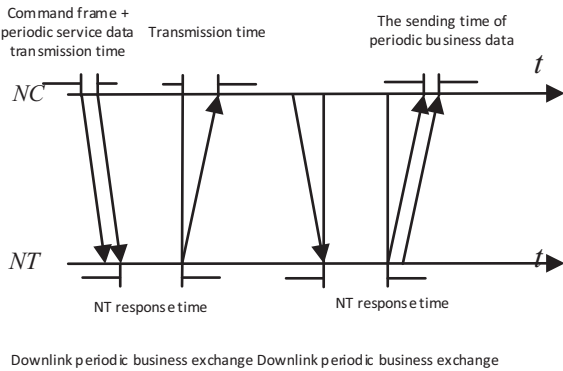 Command frame +
periodic service data
transmission time
Transmission time
The sending time of
periodic business data
t
NC
NT
t
NT response time
NT response time
Downlink periodic business exchange Downlink periodic business exchange